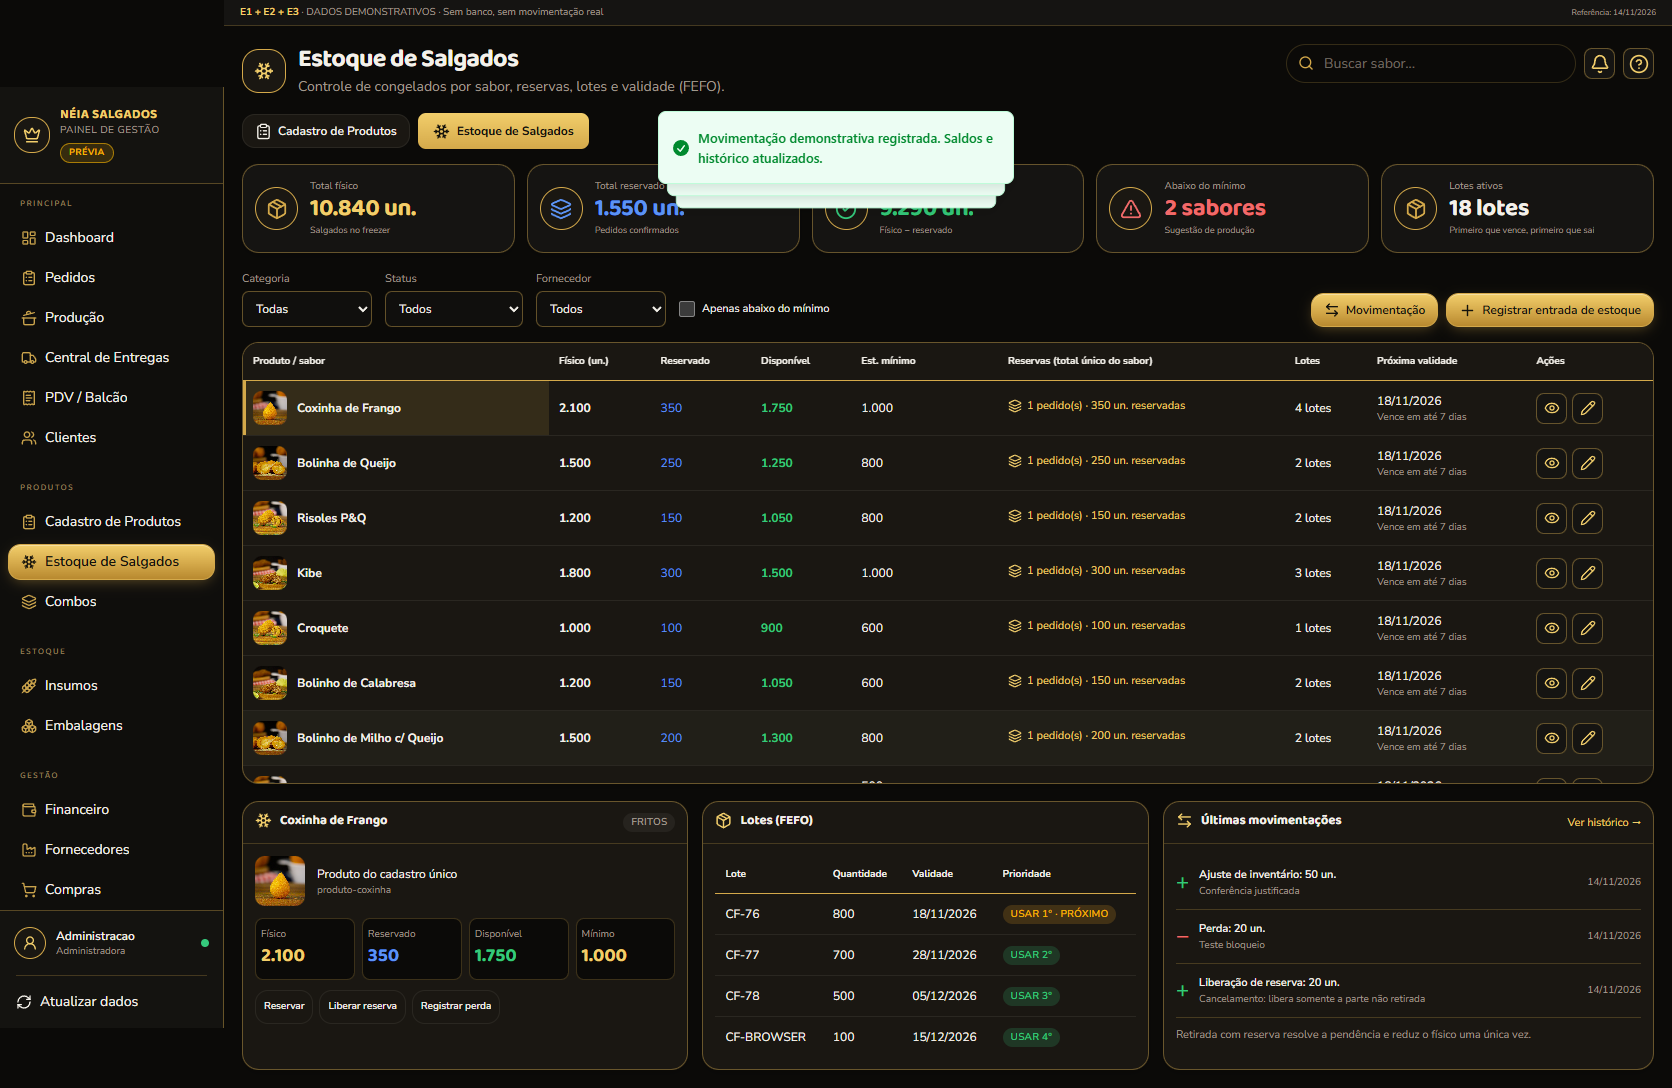 E1 + E2 + E3 · DADOS DEMONSTRATIVOS · Sem banco, sem movimentação real
Referência: 14/11/2026
NÉIA SALGADOS
PAINEL DE GESTÃO
PRÉVIA
PRINCIPAL
Dashboard
Pedidos
Produção
Central de Entregas
PDV / Balcão
Clientes
PRODUTOS
Cadastro de Produtos
Estoque de Salgados
Combos
ESTOQUE
Insumos
Embalagens
GESTÃO
Financeiro
Fornecedores
Compras
Administracao
Administradora
Atualizar dados
Estoque de Salgados
Controle de congelados por sabor, reservas, lotes e validade (FEFO).
Buscar sabor...
Cadastro de Produtos
Estoque de Salgados
Movimentação demonstrativa registrada. Saldos e
histórico atualizados.
Total físico
10.840 un.
Salgados no freezer
Total reservado
1.550 un.
Pedidos confirmados
9.290 un.
Físico − reservado
Abaixo do mínimo
2 sabores
Sugestão de produção
Lotes ativos
18 lotes
Primeiro que vence, primeiro que sai
Categoria
Todas
Status
Todos
Fornecedor
Todos
Apenas abaixo do mínimo
Movimentação
Registrar entrada de estoque
Produto / sabor Físico (un.) Reservado Disponível Est. mínimo Reservas (total único do sabor) Lotes Próxima validade Ações
Coxinha de Frango 2.100 350 1.750 1.000 1 pedido(s) · 350 un. reservadas 4 lotes 18/11/2026
Vence em até 7 dias
Bolinha de Queijo 1.500 250 1.250 800 1 pedido(s) · 250 un. reservadas 2 lotes 18/11/2026
Vence em até 7 dias
Risoles P&Q 1.200 150 1.050 800 1 pedido(s) · 150 un. reservadas 2 lotes 18/11/2026
Vence em até 7 dias
Kibe 1.800 300 1.500 1.000 1 pedido(s) · 300 un. reservadas 3 lotes 18/11/2026
Vence em até 7 dias
Croquete 1.000 100 900 600 1 pedido(s) · 100 un. reservadas 1 lotes 18/11/2026
Vence em até 7 dias
Bolinho de Calabresa 1.200 150 1.050 600 1 pedido(s) · 150 un. reservadas 2 lotes 18/11/2026
Vence em até 7 dias
Bolinho de Milho c/ Queijo 1.500 200 1.300 800 1 pedido(s) · 200 un. reservadas 2 lotes 18/11/2026
Vence em até 7 dias
Coxinha de Frango
FRITOS
Produto do cadastro único
produto-coxinha
Físico
2.100
Reservado
350
Disponível
1.750
Mínimo
1.000
Reservar
Liberar reserva
Registrar perda
Lotes (FEFO)
Lote Quantidade Validade Prioridade
CF-76 800 18/11/2026 USAR 1º · PRÓXIMO
CF-77 700 28/11/2026 USAR 2º
CF-78 500 05/12/2026 USAR 3º
CF-BROWSER 100 15/12/2026 USAR 4º
Últimas movimentações
Ver histórico →
Ajuste de inventário: 50 un.
Conferência justificada
14/11/2026
Perda: 20 un.
Teste bloqueio
14/11/2026
Liberação de reserva: 20 un.
Cancelamento: libera somente a parte não retirada
14/11/2026
Retirada com reserva resolve a pendência e reduz o físico uma única vez.